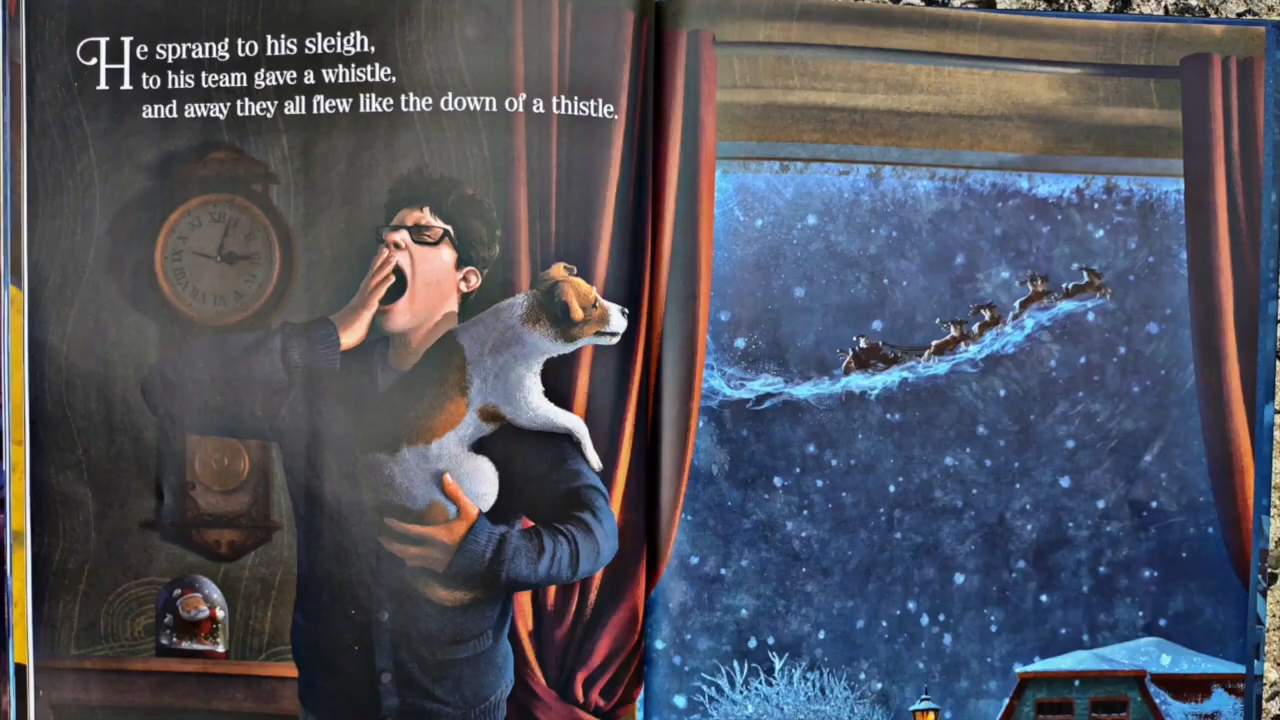 He sprang to his sleigh,
to his team gave a whistle,
and away they all flew like the down of a thistle.